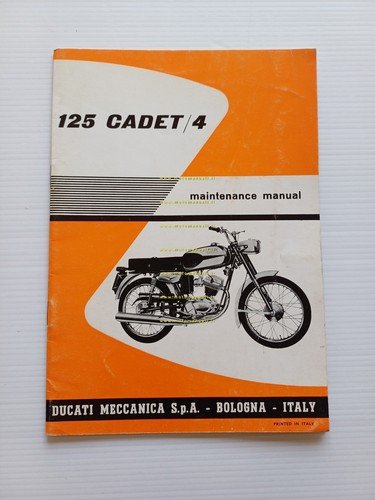 125 CADET/4
maintenance manual
DUCATI MECCANICA S.p.A. - BOLOGNA - ITALY
PRINTED IN ITALY